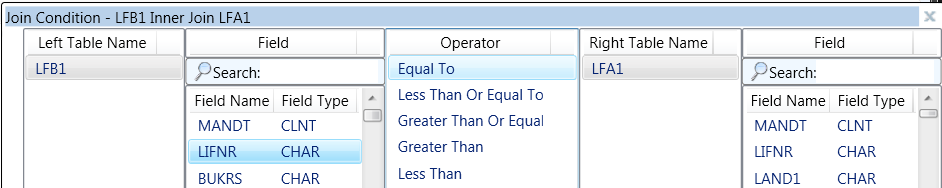 Join Condition - LFB1 Inner Join LFA1
Left Table Name Field Operator Right Table Name Field
LFB1 Search: Equal To LFA1 Search:
Field Name Field Type Less Than Or Equal To Field Name Field Type
MANDT CLNT Greater Than Or Equal MANDT CLNT
LIFNR CHAR Greater Than LIFNR CHAR
BUKRS CHAR Less Than LAND1 CHAR